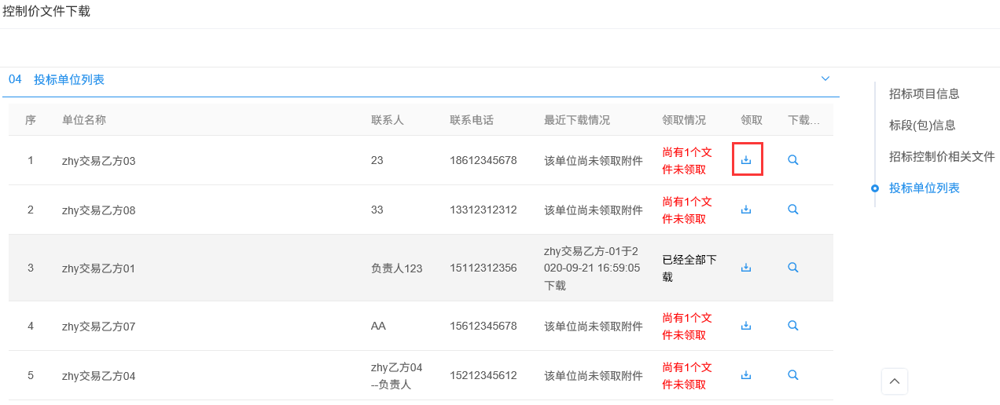 控制价文件下载
04 投标单位列表
序 单位名称 联系人 联系电话 最近下载情况 领取情况 领取 下载...
1 zhy交易乙方03 23 18612345678 该单位尚未领取附件 尚有1个文
件未领取
2 zhy交易乙方08 33 13312312312 该单位尚未领取附件 尚有1个文
件未领取
3 zhy交易乙方01 负责人123 15112312356 zhy交易乙方-01于2
020-09-21 16:59:05
下载
已经全部下
载
4 zhy交易乙方07 AA 15612345678 该单位尚未领取附件 尚有1个文
件未领取
5 zhy交易乙方04 zhy乙方04
--负责人
15212345612 该单位尚未领取附件 尚有1个文
件未领取
招标项目信息
标段(包)信息
招标控制价相关文件
投标单位列表